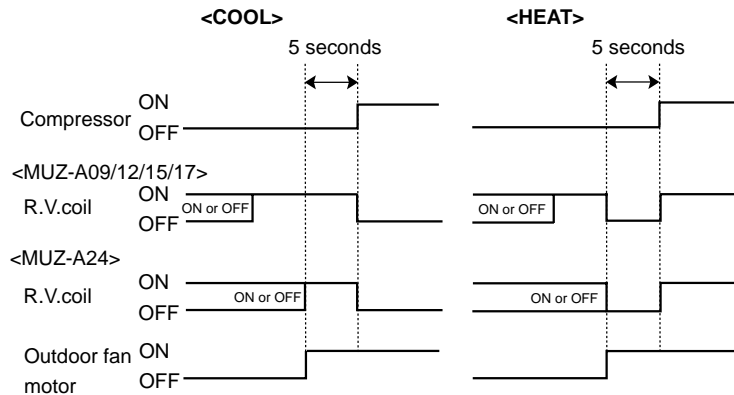 <COOL> <HEAT>
5 seconds 5 seconds
Compressor ON
OFF
<MUZ-A09/12/15/17>
R.V.coil ON
OFF
ON or OFF ON or OFF
<MUZ-A24>
R.V.coil ON
OFF
ON or OFF ON or OFF
Outdoor fan ON
motor OFF